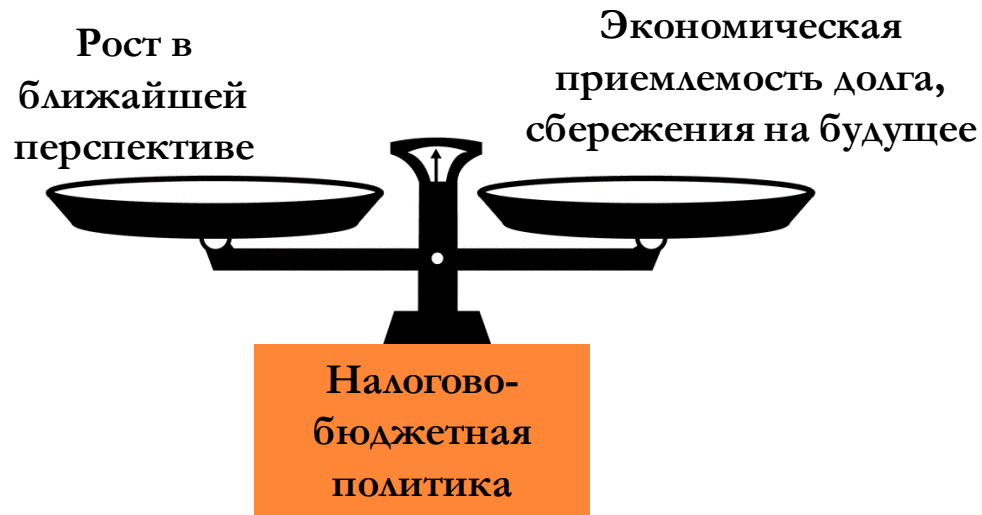 Рост в
ближайшей
перспективе
Экономическая
приемлемость долга,
сбережения на будущее
Налогово-
бюджетная
политика